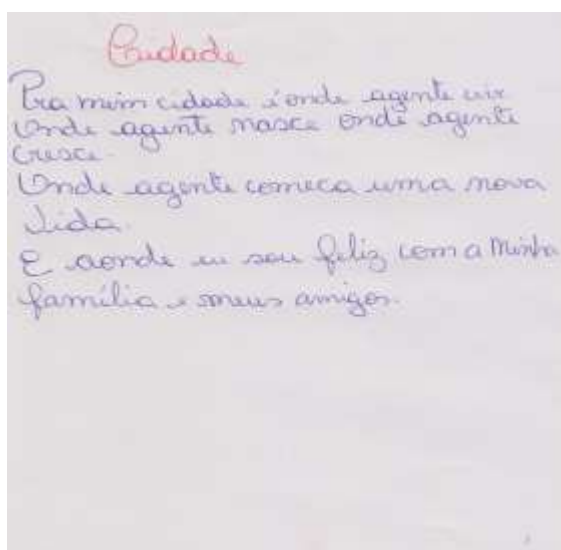 Cidade
Pra mim cidade é onde agente vir
Onde agente nasce onde agente
Cresce.
Onde agente começa uma nova
Vida.
E aonde eu sou feliz com a Minha
família e meus amigos.